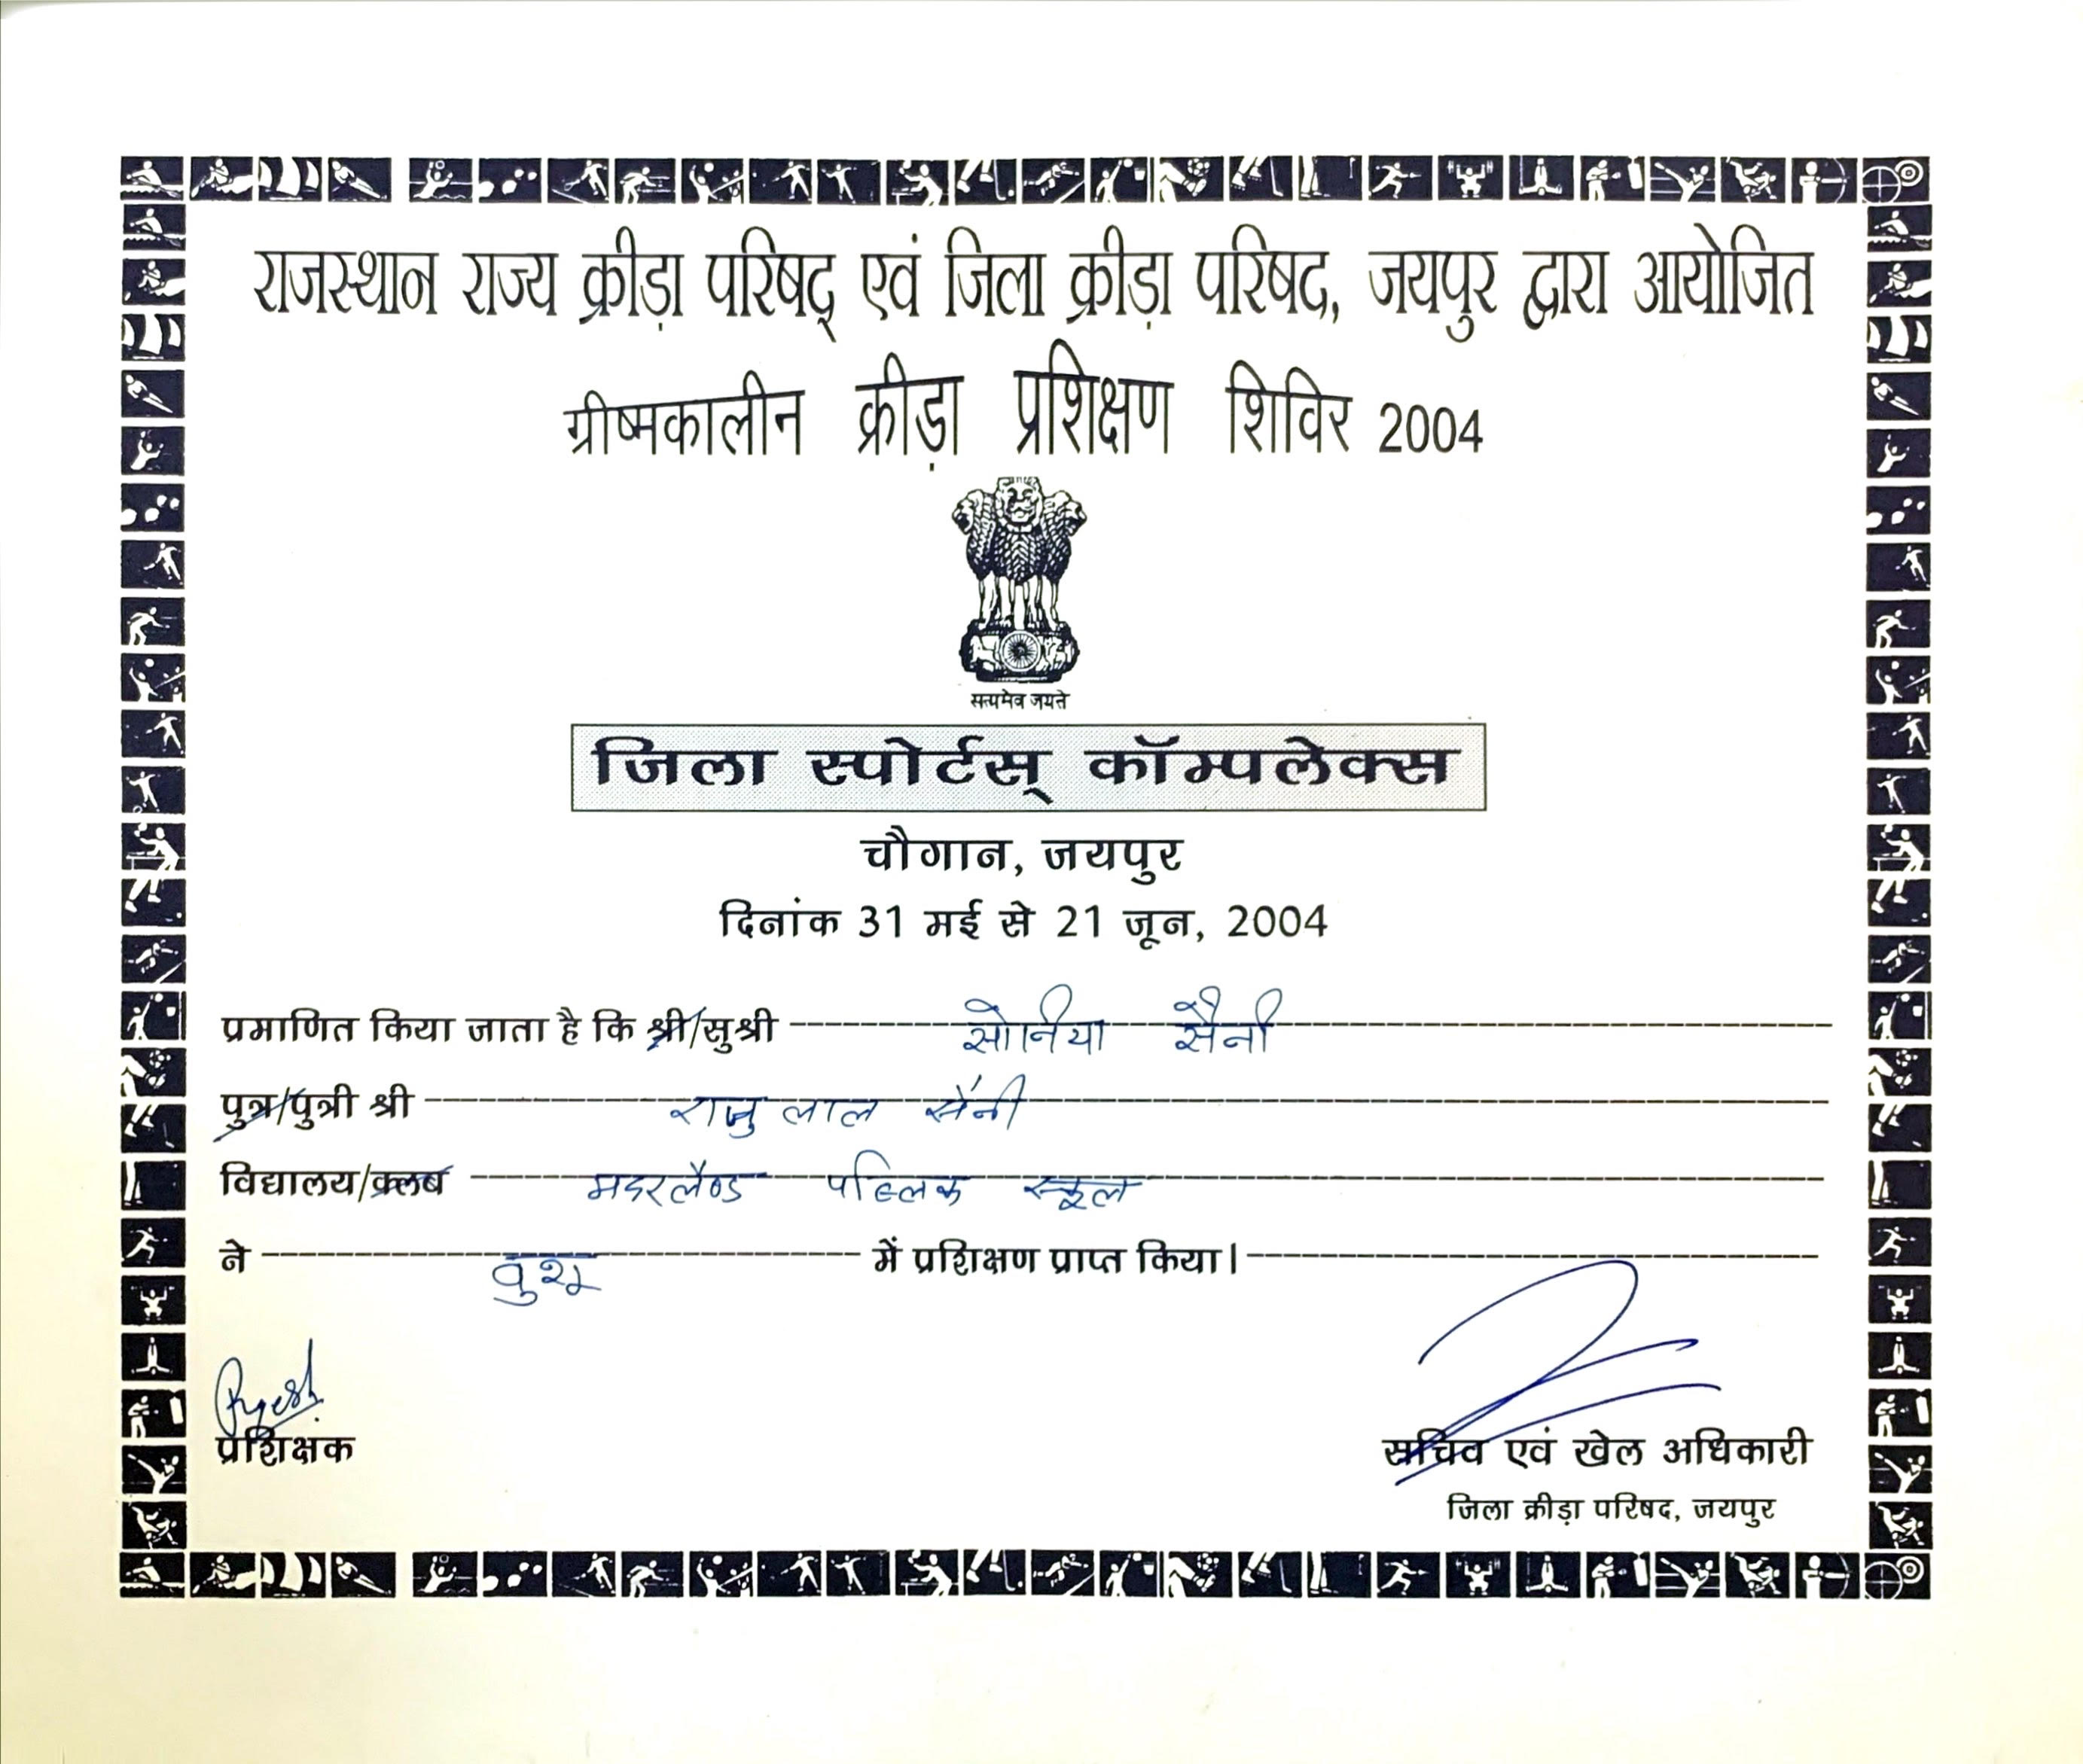 राजस्थान राज्य क्रीड़ा परिषद् एवं जिला क्रीड़ा परिषद, जयपुर द्वारा आयोजित
ग्रीष्मकालीन क्रीड़ा प्रशिक्षण शिविर 2004
सत्यमेव जयते
जिला स्पोर्टस् कॉम्पलेक्स
चौगान, जयपुर
दिनांक 31 मई से 21 जून, 2004
प्रमाणित किया जाता है कि श्री/सुश्री सोनिया सैनी
पुत्र/पुत्री श्री राजु लाल सैनी
विद्यालय/क्लब मदरलैण्ड पब्लिक स्कूल
ने वुशू में प्रशिक्षण प्राप्त किया।
प्रशिक्षक
सचिव एवं खेल अधिकारी
जिला क्रीड़ा परिषद, जयपुर